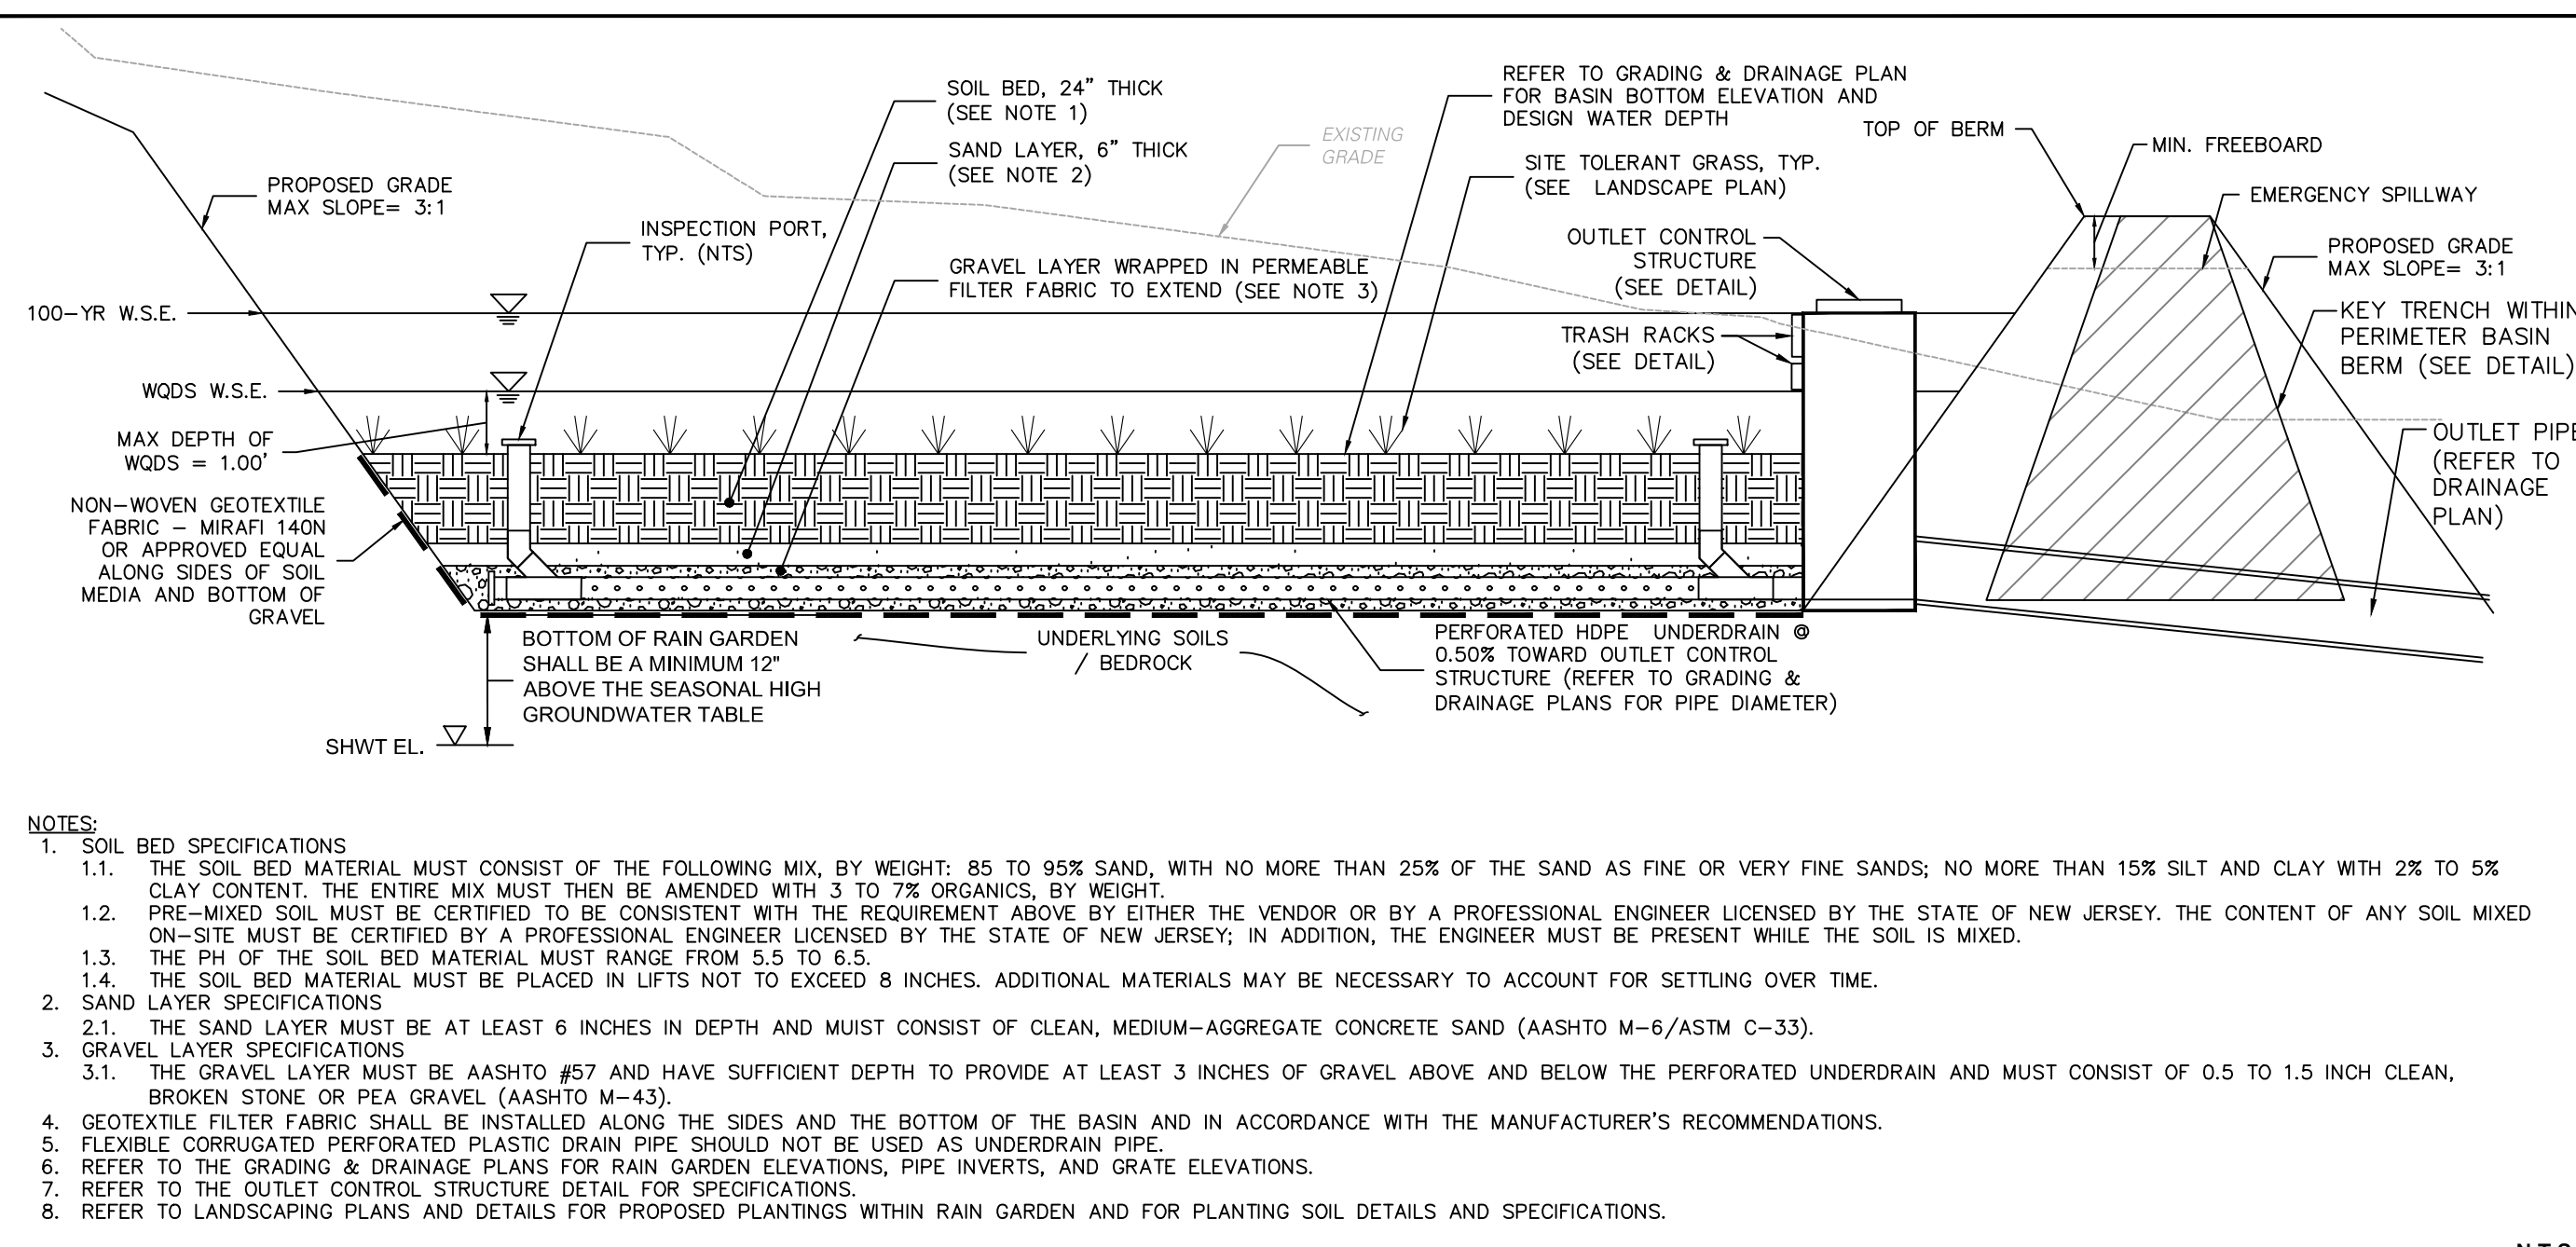 SOIL BED, 24" THICK
(SEE NOTE 1)
SAND LAYER, 6" THICK
(SEE NOTE 2)
EXISTING
GRADE
REFER TO GRADING & DRAINAGE PLAN
FOR BASIN BOTTOM ELEVATION AND
DESIGN WATER DEPTH
TOP OF BERM
MIN. FREEBOARD
SITE TOLERANT GRASS, TYP.
(SEE LANDSCAPE PLAN)
EMERGENCY SPILLWAY
PROPOSED GRADE
MAX SLOPE= 3:1
INSPECTION PORT,
TYP. (NTS)
OUTLET CONTROL
STRUCTURE
(SEE DETAIL)
PROPOSED GRADE
MAX SLOPE= 3:1
GRAVEL LAYER WRAPPED IN PERMEABLE
FILTER FABRIC TO EXTEND (SEE NOTE 3)
100-YR W.S.E.
TRASH RACKS
(SEE DETAIL)
KEY TRENCH WITHIN
PERIMETER BASIN
BERM (SEE DETAIL)
WQDS W.S.E.
MAX DEPTH OF
WQDS = 1.00'
OUTLET PIPE
(REFER TO
DRAINAGE
PLAN)
NON-WOVEN GEOTEXTILE
FABRIC - MIRAFI 140N
OR APPROVED EQUAL
ALONG SIDES OF SOIL
MEDIA AND BOTTOM OF
GRAVEL
BOTTOM OF RAIN GARDEN
SHALL BE A MINIMUM 12"
ABOVE THE SEASONAL HIGH
GROUNDWATER TABLE
UNDERLYING SOILS
/ BEDROCK
PERFORATED HDPE UNDERDRAIN @
0.50% TOWARD OUTLET CONTROL
STRUCTURE (REFER TO GRADING &
DRAINAGE PLANS FOR PIPE DIAMETER)
SHWT EL.
NOTES:
1. SOIL BED SPECIFICATIONS
1.1. THE SOIL BED MATERIAL MUST CONSIST OF THE FOLLOWING MIX, BY WEIGHT: 85 TO 95% SAND, WITH NO MORE THAN 25% OF THE SAND AS FINE OR VERY FINE SANDS; NO MORE THAN 15% SILT AND CLAY WITH 2% TO 5%
CLAY CONTENT. THE ENTIRE MIX MUST THEN BE AMENDED WITH 3 TO 7% ORGANICS, BY WEIGHT.
1.2. PRE-MIXED SOIL MUST BE CERTIFIED TO BE CONSISTENT WITH THE REQUIREMENT ABOVE BY EITHER THE VENDOR OR BY A PROFESSIONAL ENGINEER LICENSED BY THE STATE OF NEW JERSEY. THE CONTENT OF ANY SOIL MIXED
ON-SITE MUST BE CERTIFIED BY A PROFESSIONAL ENGINEER LICENSED BY THE STATE OF NEW JERSEY; IN ADDITION, THE ENGINEER MUST BE PRESENT WHILE THE SOIL IS MIXED.
1.3. THE PH OF THE SOIL BED MATERIAL MUST RANGE FROM 5.5 TO 6.5.
1.4. THE SOIL BED MATERIAL MUST BE PLACED IN LIFTS NOT TO EXCEED 8 INCHES. ADDITIONAL MATERIALS MAY BE NECESSARY TO ACCOUNT FOR SETTLING OVER TIME.
2. SAND LAYER SPECIFICATIONS
2.1. THE SAND LAYER MUST BE AT LEAST 6 INCHES IN DEPTH AND MUIST CONSIST OF CLEAN, MEDIUM-AGGREGATE CONCRETE SAND (AASHTO M-6/ASTM C-33).
3. GRAVEL LAYER SPECIFICATIONS
3.1. THE GRAVEL LAYER MUST BE AASHTO #57 AND HAVE SUFFICIENT DEPTH TO PROVIDE AT LEAST 3 INCHES OF GRAVEL ABOVE AND BELOW THE PERFORATED UNDERDRAIN AND MUST CONSIST OF 0.5 TO 1.5 INCH CLEAN,
BROKEN STONE OR PEA GRAVEL (AASHTO M-43).
4. GEOTEXTILE FILTER FABRIC SHALL BE INSTALLED ALONG THE SIDES AND THE BOTTOM OF THE BASIN AND IN ACCORDANCE WITH THE MANUFACTURER'S RECOMMENDATIONS.
5. FLEXIBLE CORRUGATED PERFORATED PLASTIC DRAIN PIPE SHOULD NOT BE USED AS UNDERDRAIN PIPE.
6. REFER TO THE GRADING & DRAINAGE PLANS FOR RAIN GARDEN ELEVATIONS, PIPE INVERTS, AND GRATE ELEVATIONS.
7. REFER TO THE OUTLET CONTROL STRUCTURE DETAIL FOR SPECIFICATIONS.
8. REFER TO LANDSCAPING PLANS AND DETAILS FOR PROPOSED PLANTINGS WITHIN RAIN GARDEN AND FOR PLANTING SOIL DETAILS AND SPECIFICATIONS.